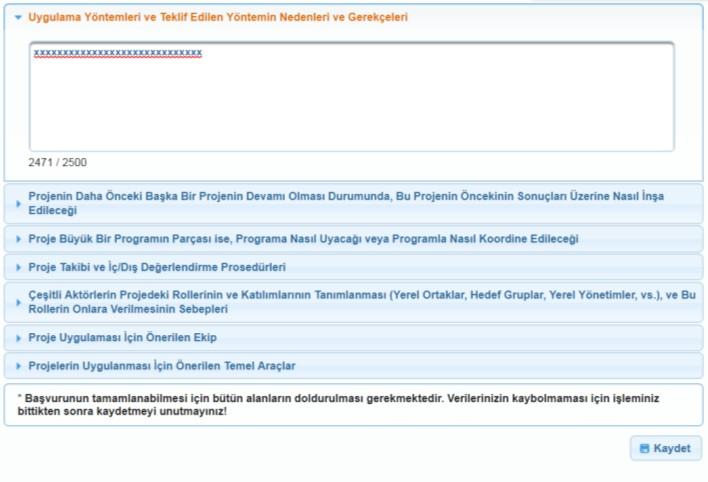 Uygulama Yöntemleri ve Teklif Edilen Yöntemin Nedenleri ve Gerekçeleri
xxxxxxxxxxxxxxxxxxxxxxxxxxxxx
2471 / 2500
Projenin Daha Önceki Başka Bir Projenin Devamı Olması Durumunda, Bu Projenin Öncekinin Sonuçları Üzerine Nasıl İnşa
Edileceği
Proje Büyük Bir Programın Parçası ise, Programa Nasıl Uyacağı veya Programla Nasıl Koordine Edileceği
Proje Takibi ve İç/Dış Değerlendirme Prosedürleri
Çeşitli Aktörlerin Projedeki Rollerinin ve Katılımlarının Tanımlanması (Yerel Ortaklar, Hedef Gruplar, Yerel Yönetimler, vs.), ve Bu
Rollerin Onlara Verilmesinin Sebepleri
Proje Uygulaması İçin Önerilen Ekip
Projelerin Uygulanması İçin Önerilen Temel Araçlar
* Başvurunun tamamlanabilmesi için bütün alanların doldurulması gerekmektedir. Verilerinizin kaybolmaması için işleminiz
bittikten sonra kaydetmeyi unutmayınız!
Kaydet